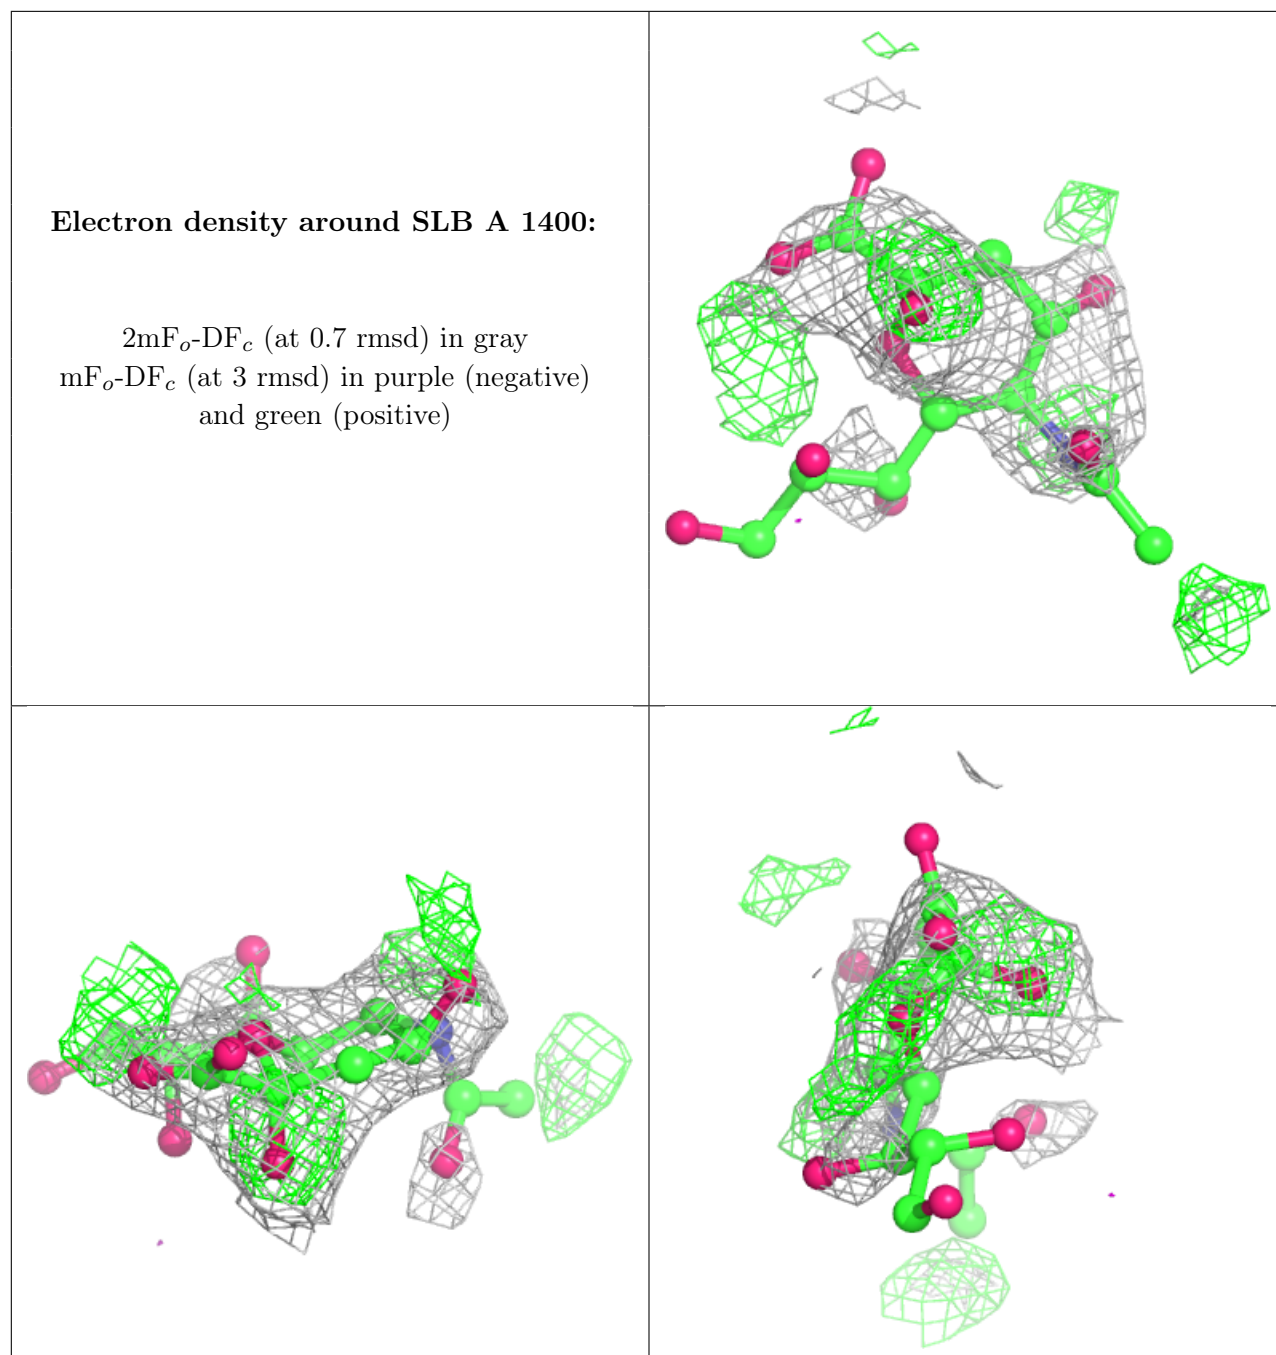 Electron density around SLB A 1400:
2mFo-DFc (at 0.7 rmsd) in gray
mFo-DFc (at 3 rmsd) in purple (negative)
and green (positive)